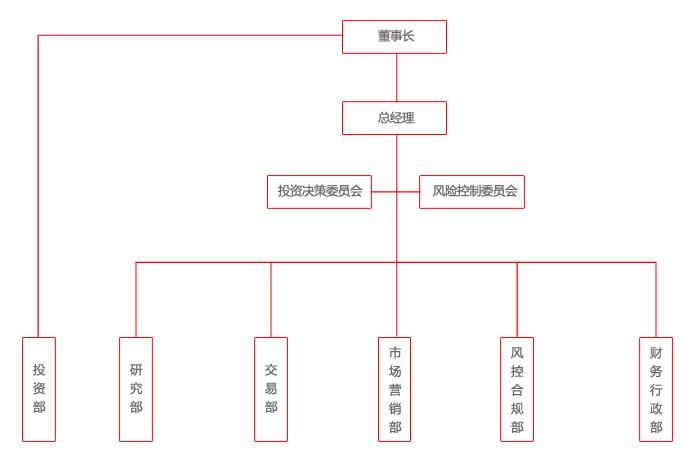 董事长
总经理
投资决策委员会
风险控制委员会
投资部
研究部
交易部
市场营销部
风控合规部
财务行政部